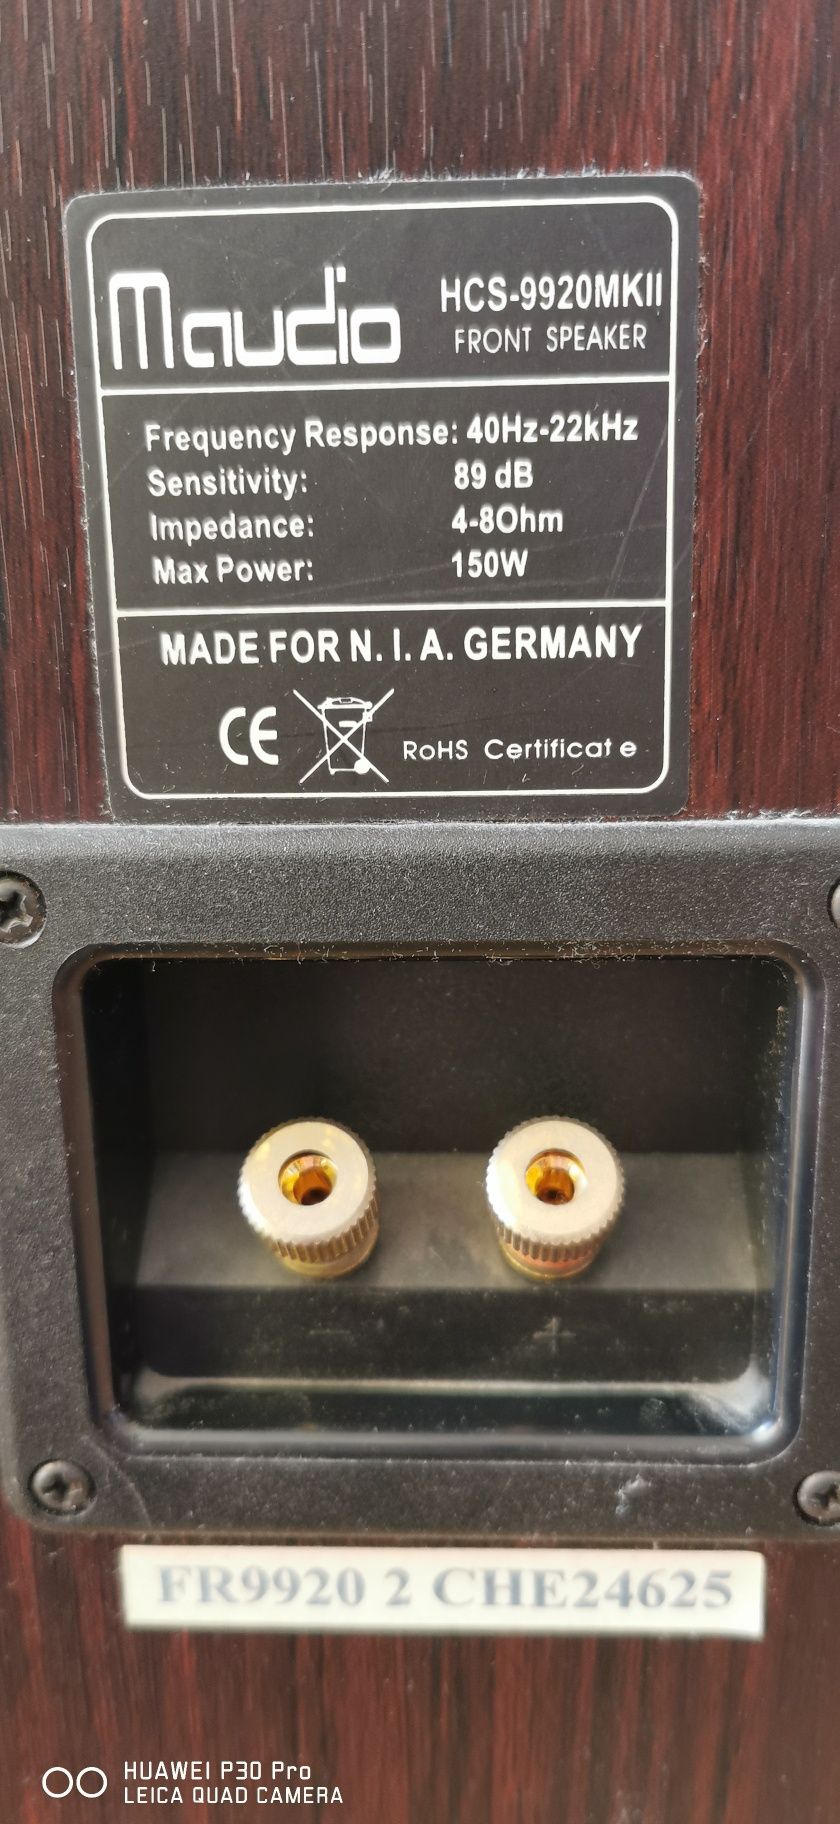 Maudio
HCS-9920MKII
FRONT SPEAKER
Frequency Response: 40Hz-22kHz
Sensitivity: 89 dB
Impedance: 4-8Ohm
Max Power: 150W
MADE FOR N. I. A. GERMANY
CE RoHS Certificate
- +
FR9920 2 CHE24625
HUAWEI P30 Pro
LEICA QUAD CAMERA